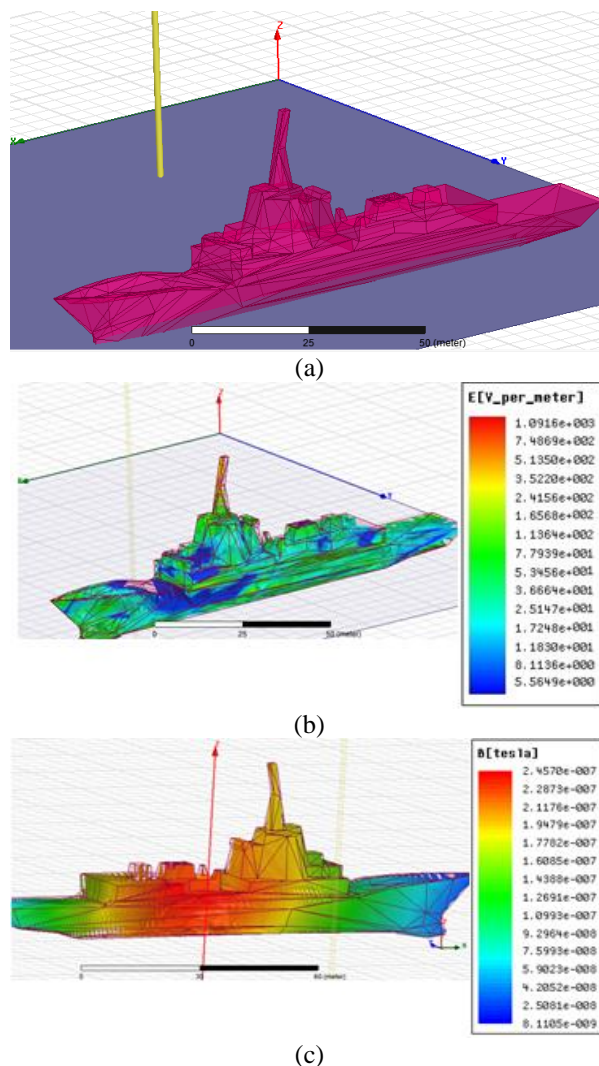 Z
Y
0 25 50 (meter)
(a)
Z
0 25 50 (meter)
E[V_per_meter]
1.0916e+003
7.4869e+002
5.1350e+002
3.5220e+002
2.4156e+002
1.6568e+002
1.1364e+002
7.7939e+001
5.3456e+001
3.6664e+001
2.5147e+001
1.7248e+001
1.1830e+001
8.1136e+000
5.5649e+000
(b)
0 30 60 (meter)
B[tesla]
2.4570e-007
2.2873e-007
2.1176e-007
1.9479e-007
1.7782e-007
1.6085e-007
1.4388e-007
1.2691e-007
1.0993e-007
9.2964e-008
7.5993e-008
5.9023e-008
4.2052e-008
2.5081e-008
8.1105e-009
(c)